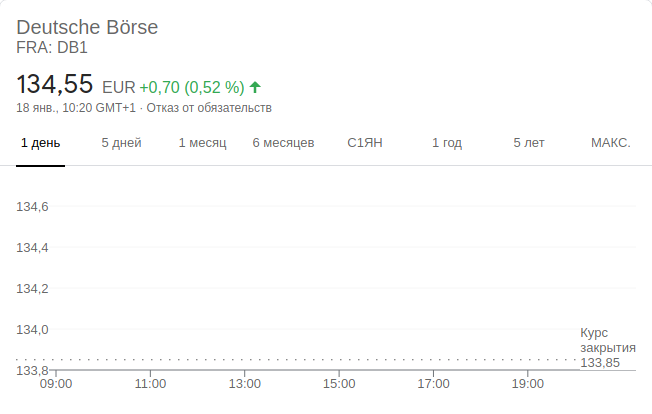 Deutsche Börse
FRA: DB1
134,55 EUR +0,70 (0,52 %)
18 янв., 10:20 GMT+1 · Отказ от обязательств
1 день 5 дней 1 месяц 6 месяцев С1ЯН 1 год 5 лет МАКС.
134,6
134,4
134,2
134,0
Курс
закрытия
133,85
133,8
09:00 11:00 13:00 15:00 17:00 19:00